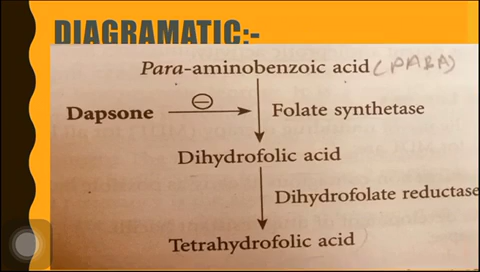 DIAGRAMATIC:-
Para-aminobenzoic acid (PABA)
Dapsone
Folate synthetase
Dihydrofolic acid
Dihydrofolate reductase
Tetrahydrofolic acid